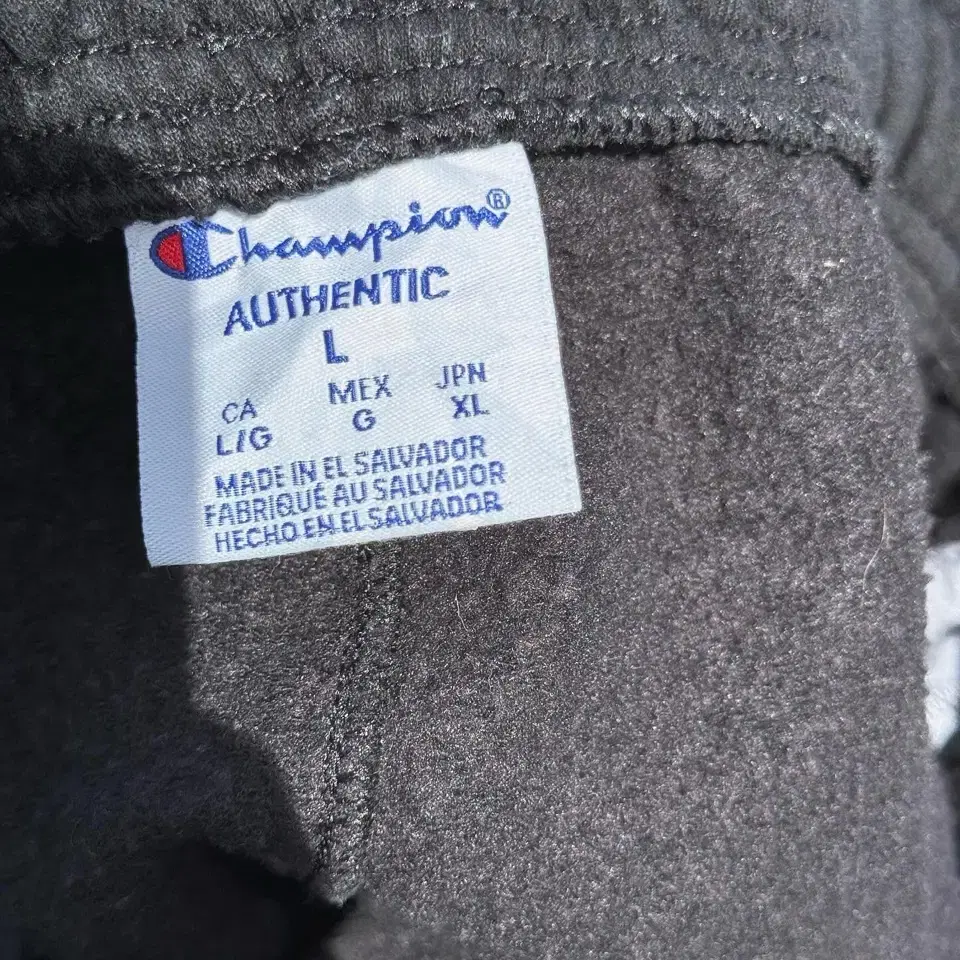 Champion®
AUTHENTIC
L
CA MEX JPN
L/G G XL
MADE IN EL SALVADOR
FABRIQUÉ AU SALVADOR
HECHO EN EL SALVADOR